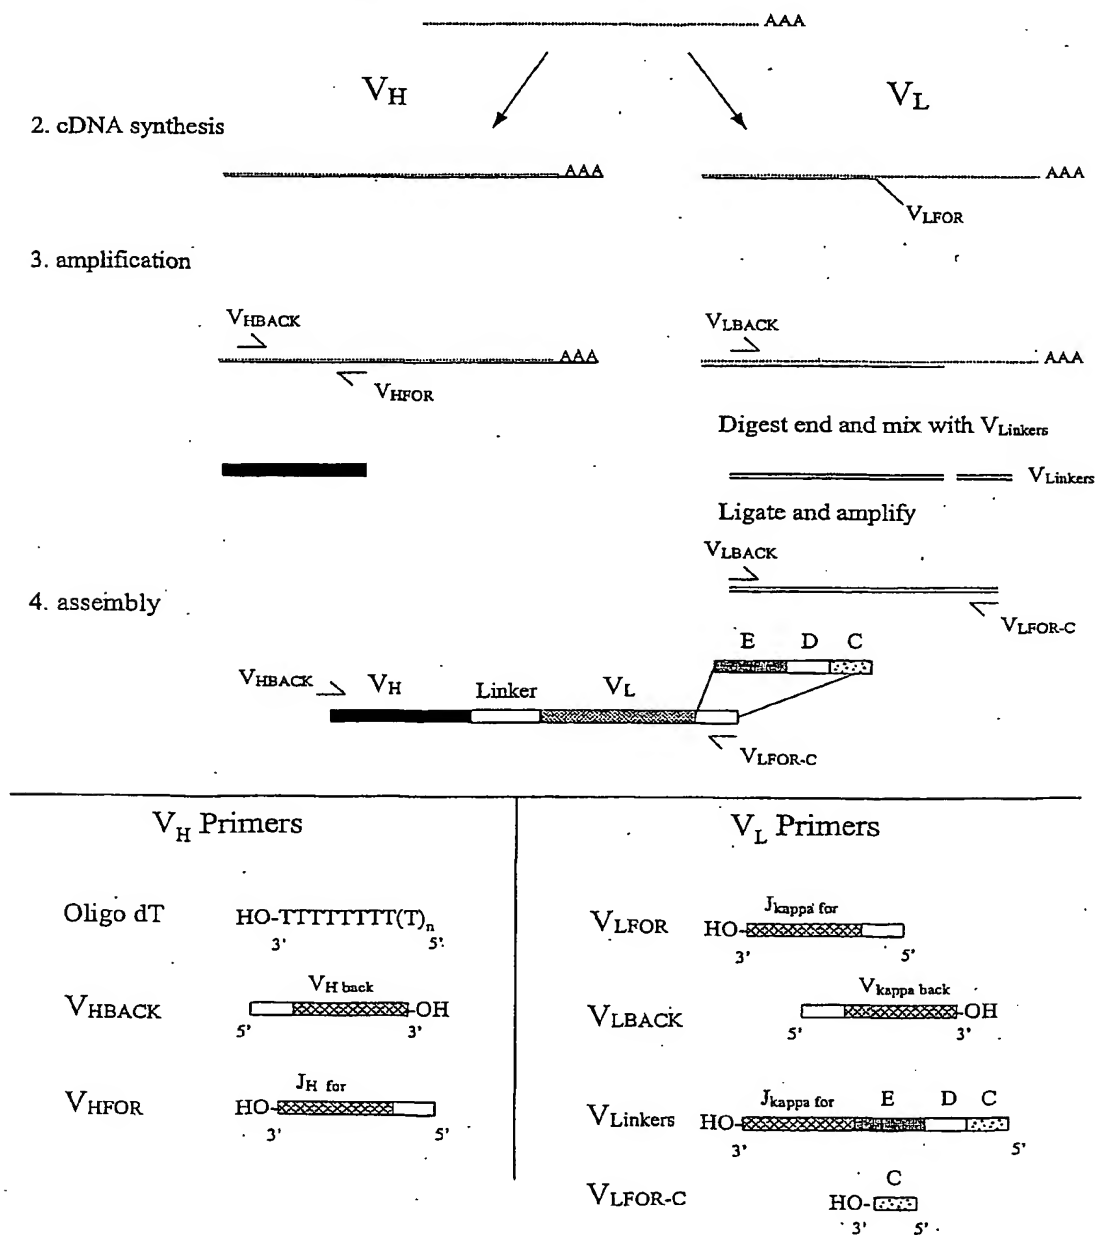 AAA
VH VL
2. cDNA synthesis
AAA AAA
VLFOR
3. amplification
VHBACK VLBACK
AAA AAA
VHFOR
Digest end and mix with VLinkers
VLinkers
Ligate and amplify
VLBACK
4. assembly
VLFOR-C
E D C
VHBACK VH Linker VL
VLFOR-C
VH Primers VL Primers
Oligo dT HO-TTTTTTTT(T)n
3' 5'
VHBACK VH back -OH
5' 3'
VHFOR JH for HO-
3' 5'
VLFOR Jkappa for HO-
3' 5'
VLBACK Vkappa back -OH
5' 3'
VLinkers Jkappa for E D C HO-
3' 5'
VLFOR-C C HO-
3' 5'